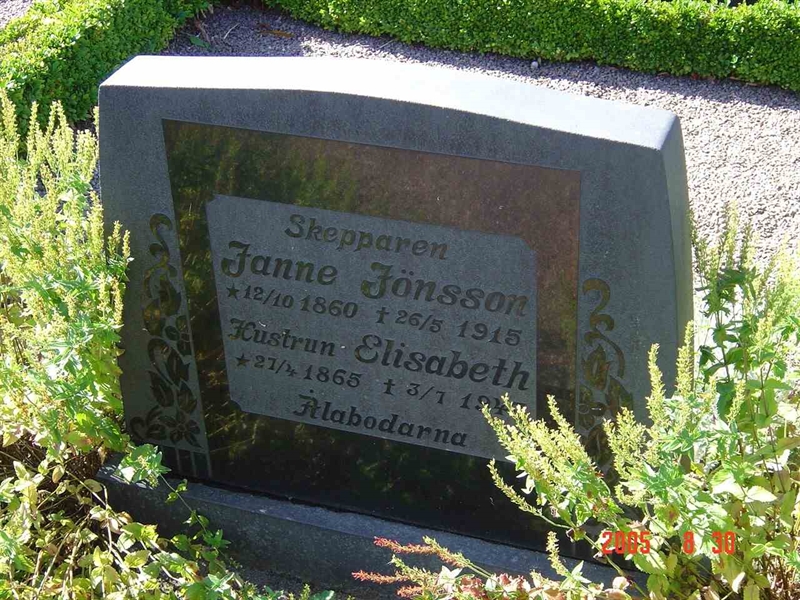 Skepparen
Janne Jönsson
★ 12/10 1860 † 26/5 1915
Hustrun Elisabeth
★ 27/4 1865 † 3/7
Ålabodarna
2005 8 30